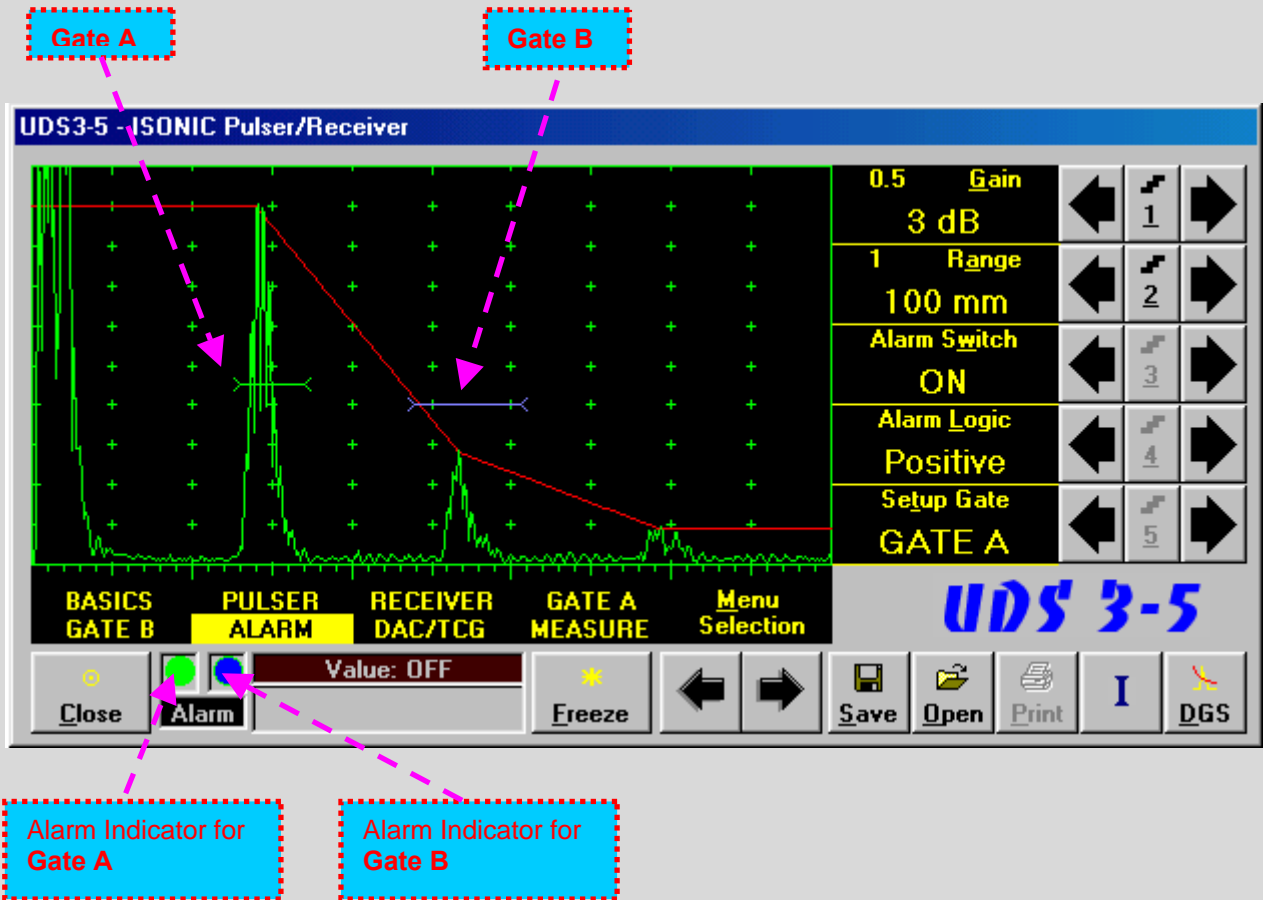 Gate A
Gate B
UDS3-5 - ISONIC Pulser/Receiver
0.5 Gain
3 dB
1
1 Range
100 mm
2
Alarm Switch
ON
3
Alarm Logic
Positive
4
Setup Gate
GATE A
5
BASICS PULSER RECEIVER GATE A Menu
GATE B ALARM DAC/TCG MEASURE Selection
UDS 3-5
Value: OFF
Close Alarm Freeze Save Open Print I DGS
Alarm Indicator for
Gate A
Alarm Indicator for
Gate B